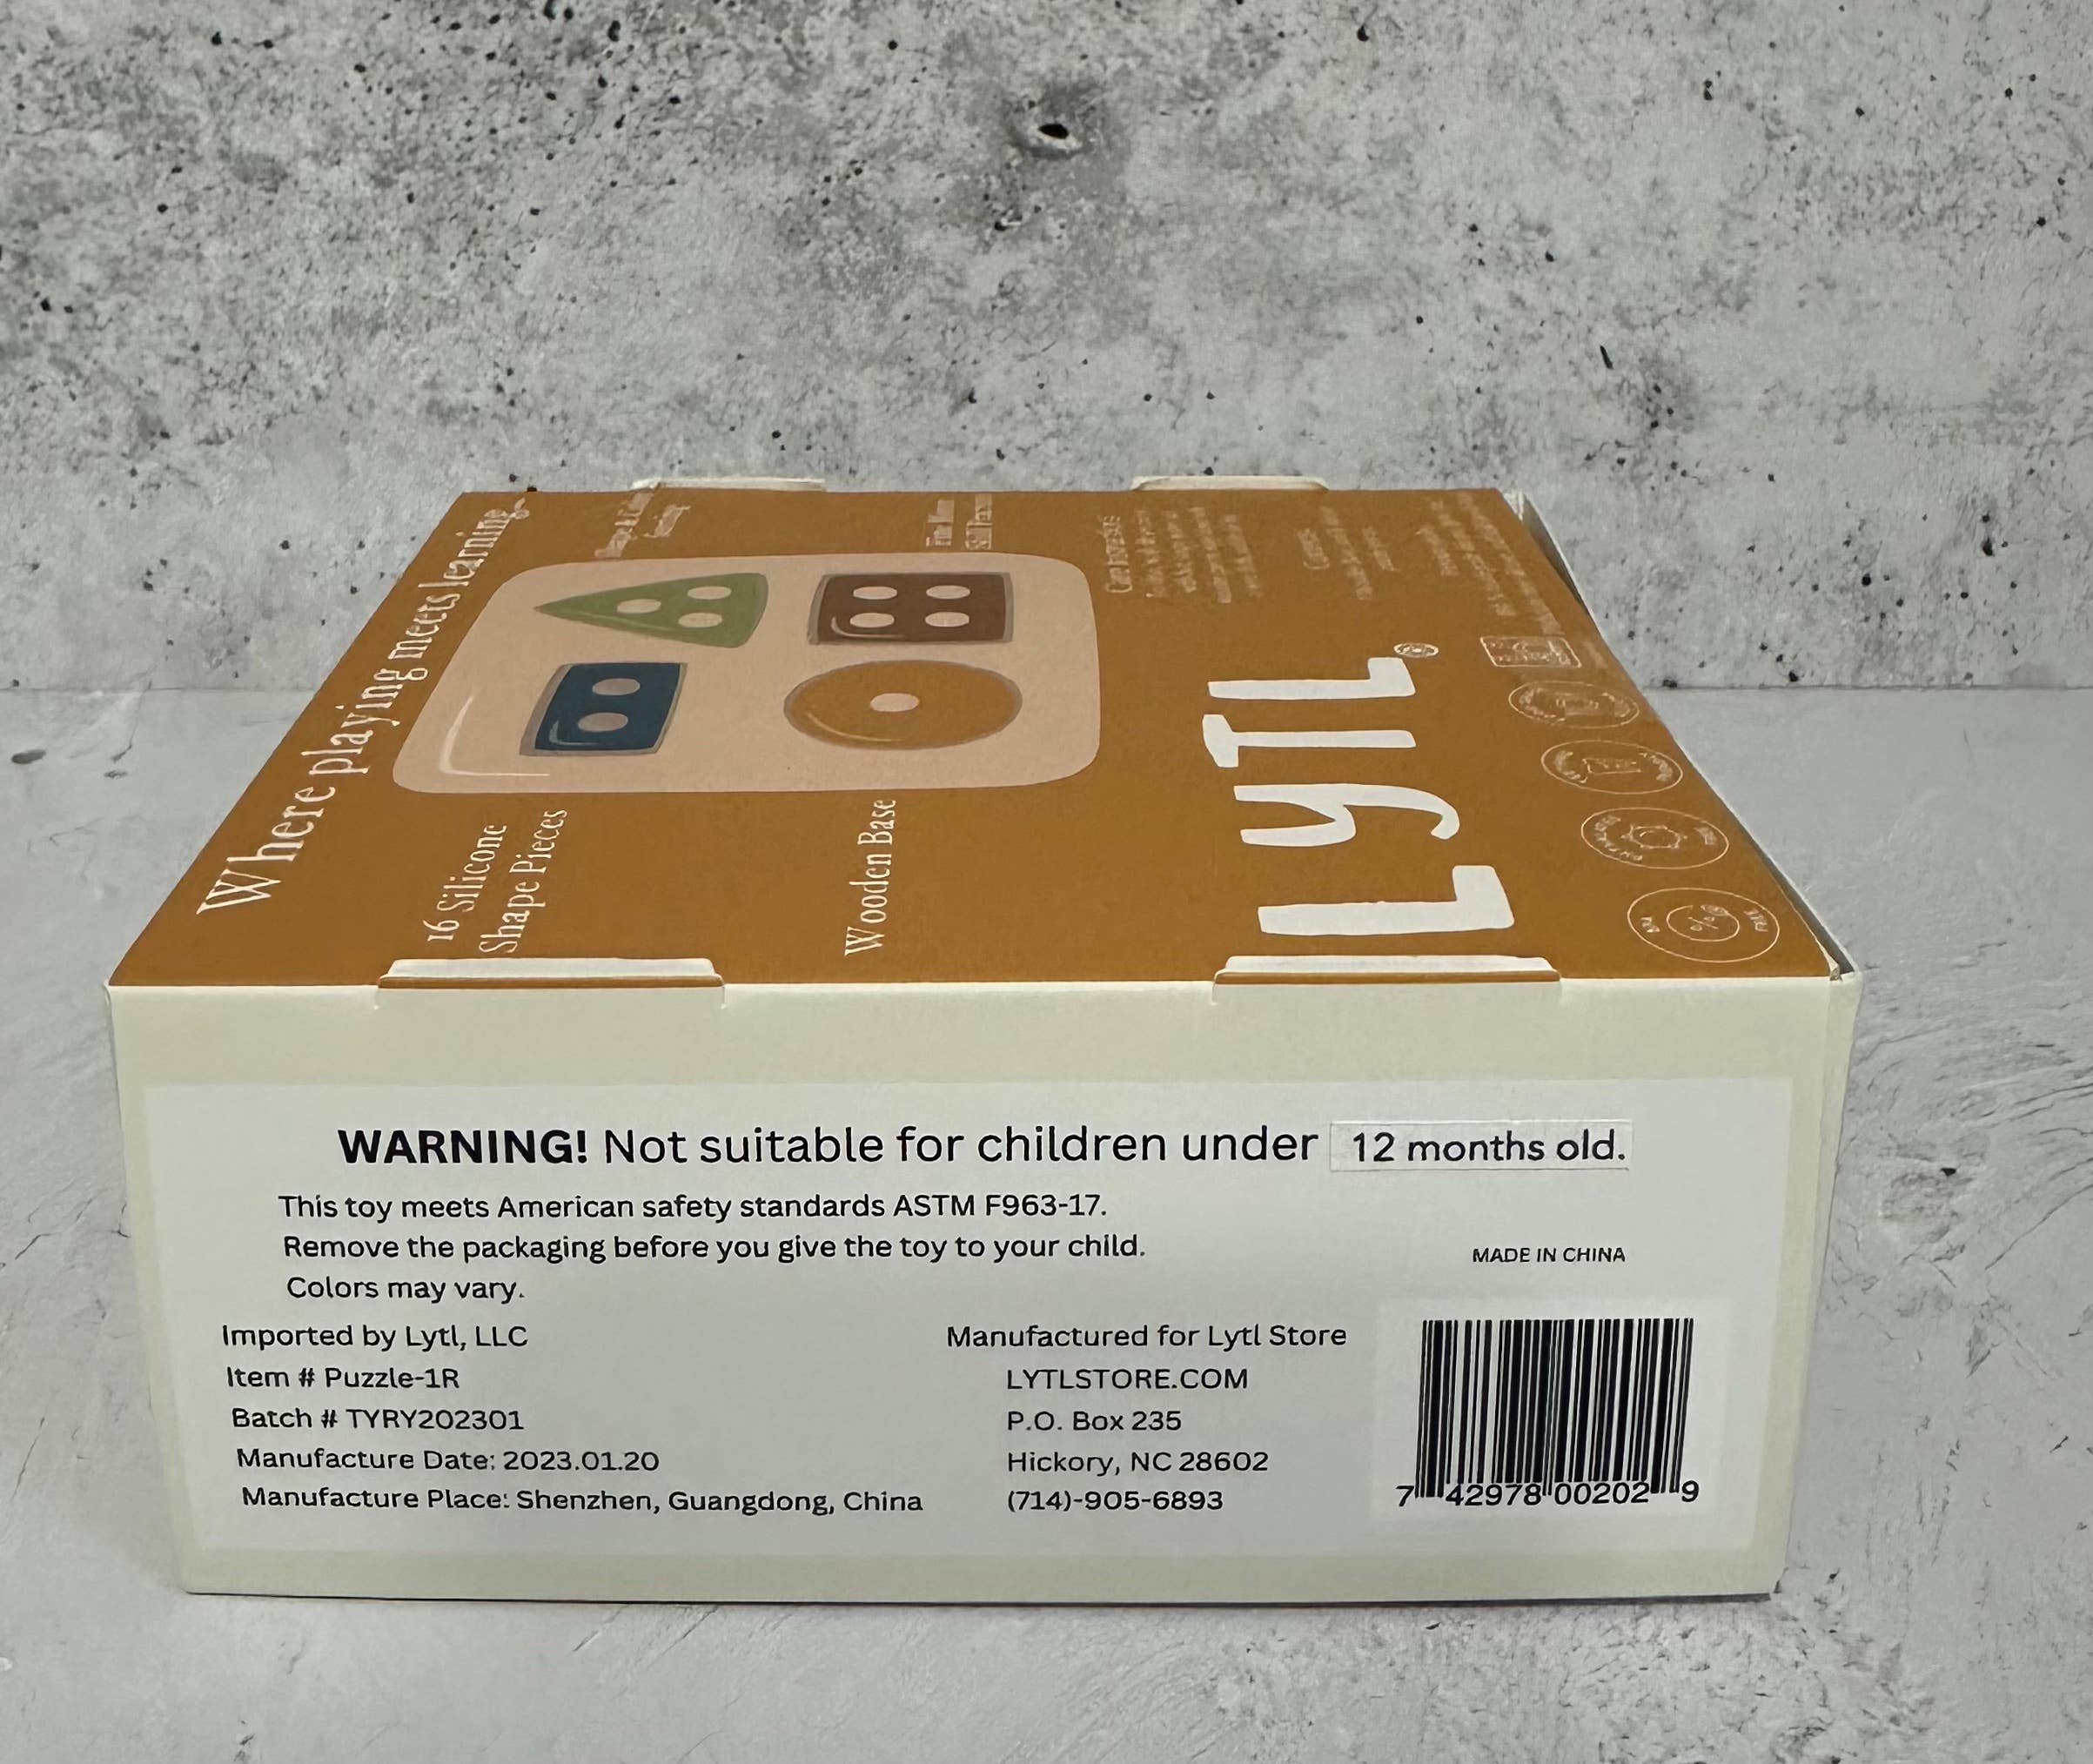 Where playing meets learning
16 Silicone
Shape Pieces
Wooden Base
LyTL®
WARNING! Not suitable for children under 12 months old.
This toy meets American safety standards ASTM F963-17.
Remove the packaging before you give the toy to your child.
Colors may vary.
MADE IN CHINA
Imported by Lytl, LLC
Item # Puzzle-1R
Batch # TYRY202301
Manufacture Date: 2023.01.20
Manufacture Place: Shenzhen, Guangdong, China
Manufactured for Lytl Store
LYTLSTORE.COM
P.O. Box 235
Hickory, NC 28602
(714)-905-6893
7 42978 00202 9